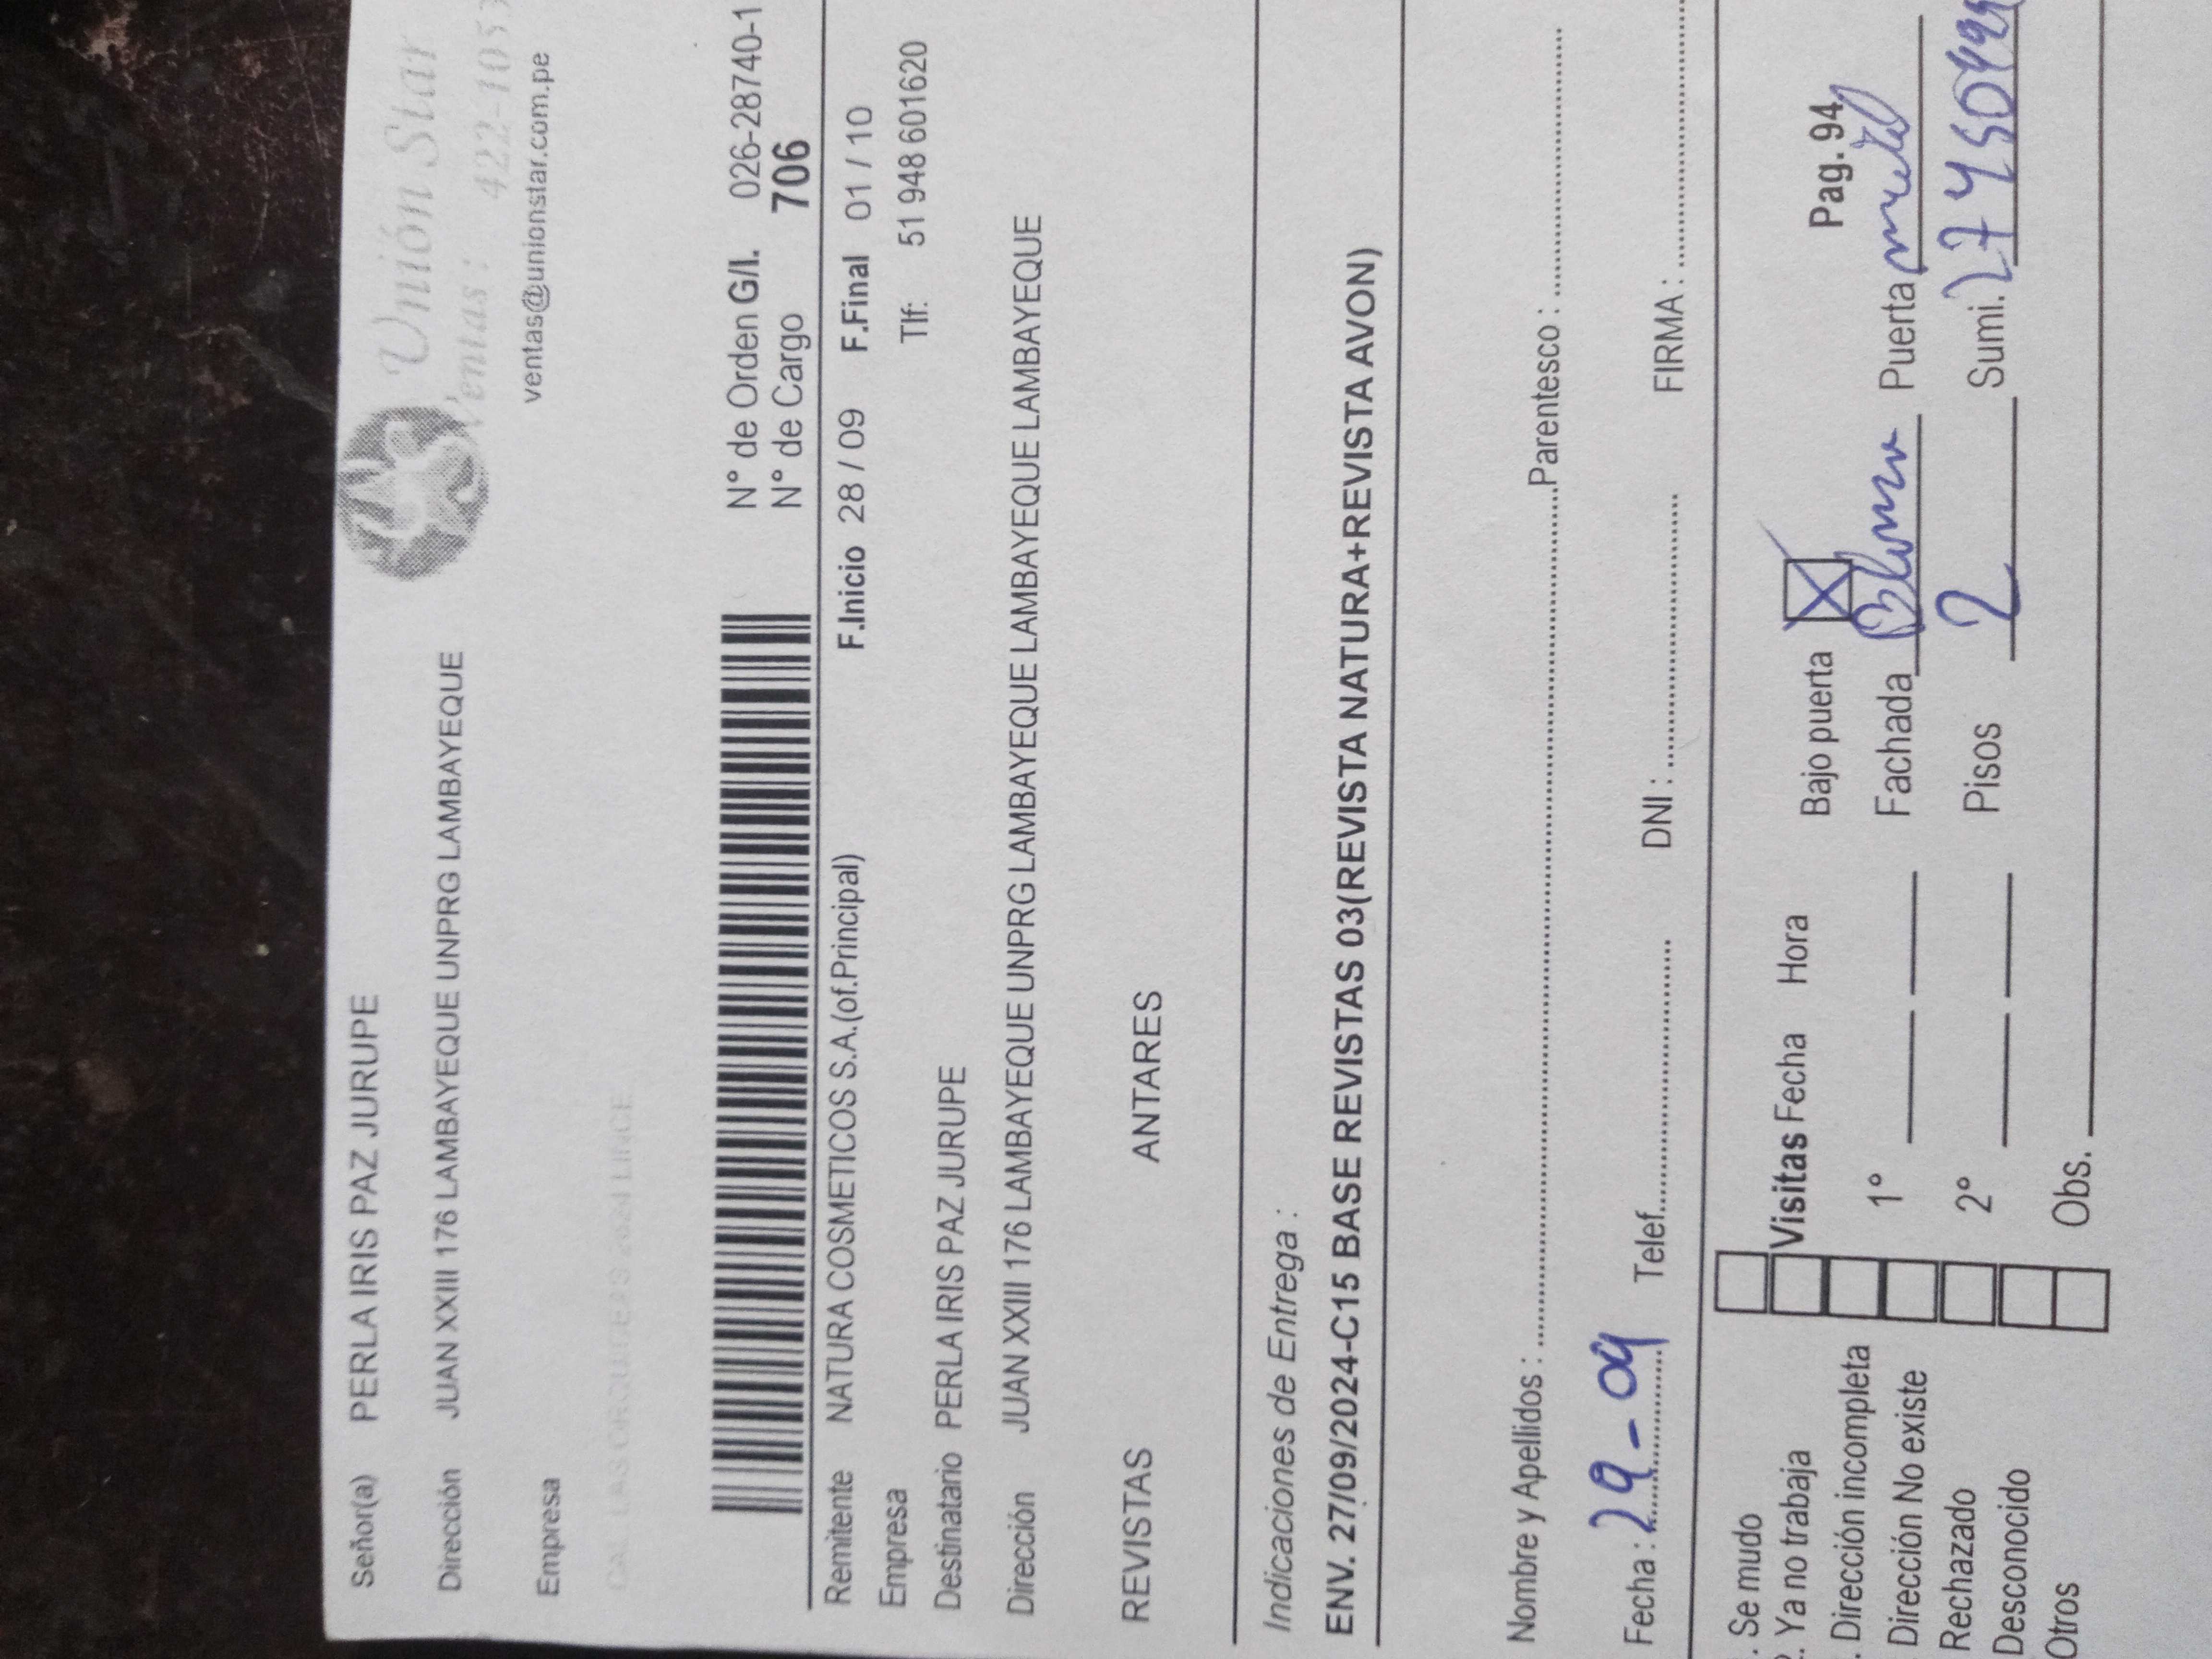 Unión Star
Ventas : 422-105
ventas@unionstar.com.pe
Señor(a) PERLA IRIS PAZ JURUPE
Dirección JUAN XXIII 176 LAMBAYEQUE UNPRG LAMBAYEQUE
Empresa
N° de Orden G/I. 026-28740-1
N° de Cargo 706
Remitente NATURA COSMETICOS S.A.(of.Principal) F.Inicio 28 / 09 F.Final 01 / 10
Empresa Tlf: 51 948 601620
Destinatario PERLA IRIS PAZ JURUPE
Dirección JUAN XXIII 176 LAMBAYEQUE UNPRG LAMBAYEQUE LAMBAYEQUE LAMBAYEQUE
REVISTAS ANTARES
Indicaciones de Entrega :
ENV. 27/09/2024-C15 BASE REVISTAS 03(REVISTA NATURA+REVISTA AVON)
Nombre y Apellidos : Parentesco :
Fecha : 29-09 Telef. DNI : FIRMA :
. Se mudo
2. Ya no trabaja Visitas Fecha Hora Bajo puerta X Pag. 94
. Dirección incompleta
Dirección No existe 1° Fachada Blanco Puerta metal
Rechazado
Desconocido 2° Pisos 2 Sumi.
Otros Obs.